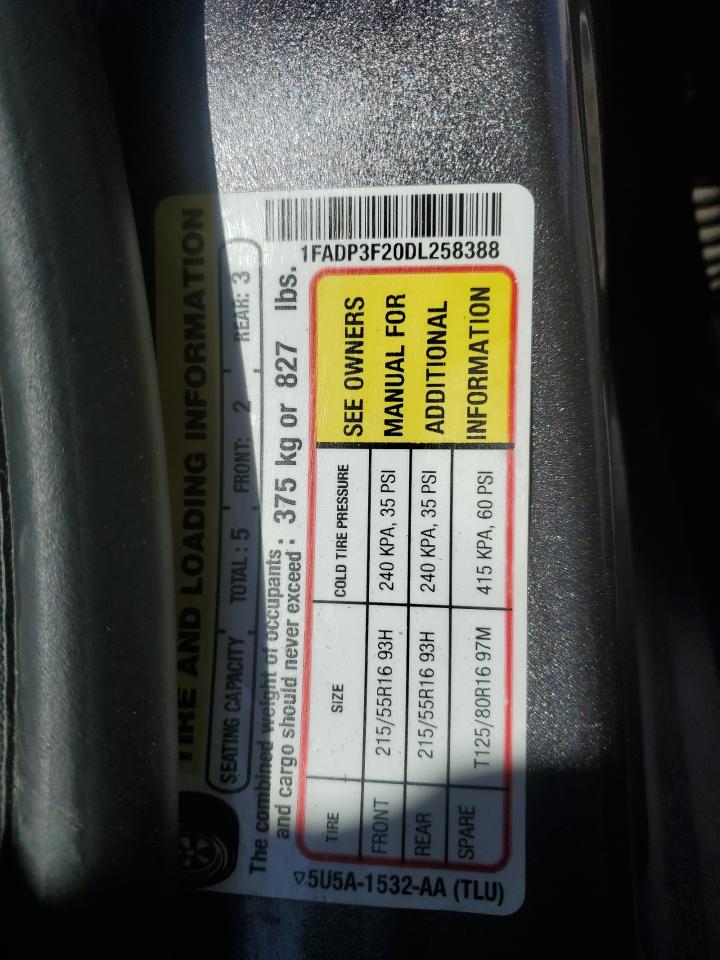 TIRE AND LOADING INFORMATION
SEATING CAPACITY TOTAL: 5 FRONT: 2 REAR: 3
The combined weight of occupants
and cargo should never exceed : 375 kg or 827 lbs.
TIRE SIZE COLD TIRE PRESSURE
FRONT 215/55R16 93H 240 KPA, 35 PSI
REAR 215/55R16 93H 240 KPA, 35 PSI
SPARE T125/80R16 97M 415 KPA, 60 PSI
SEE OWNERS
MANUAL FOR
ADDITIONAL
INFORMATION
1FADP3F20DL258388
▽5U5A-1532-AA (TLU)